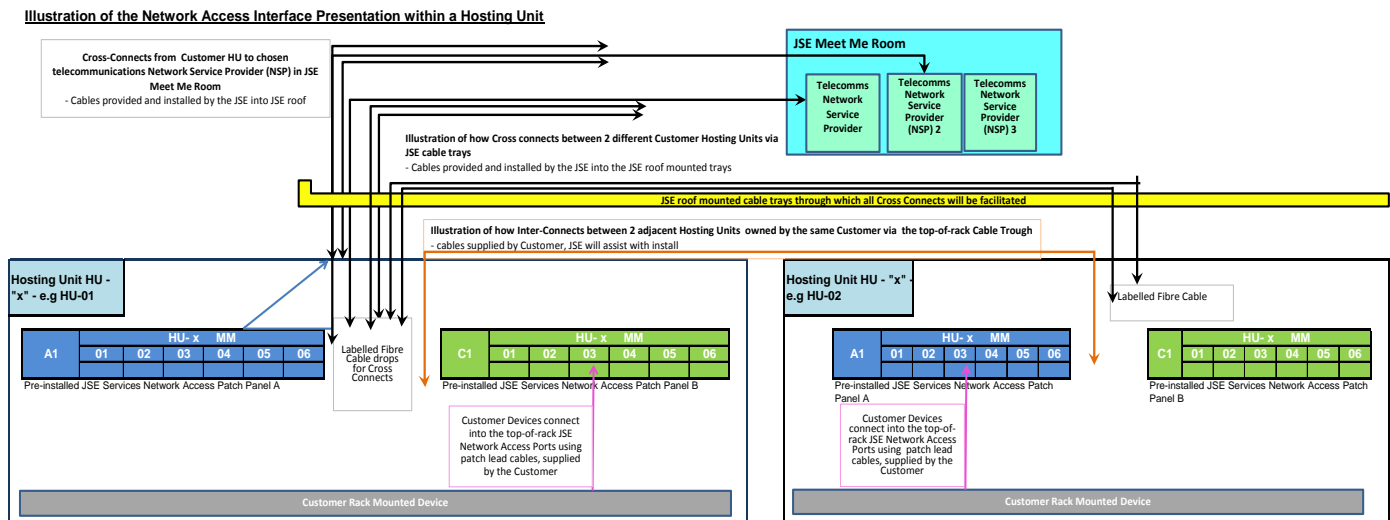 Illustration of the Network Access Interface Presentation within a Hosting Unit
Cross-Connects from Customer HU to chosen
telecommunications Network Service Provider (NSP) in JSE
Meet Me Room
- Cables provided and installed by the JSE into JSE roof
JSE Meet Me Room
Telecomms
Network
Service
Provider
Telecomms
Network
Service
Provider
(NSP) 2
Telecomms
Network
Service
Provider
(NSP) 3
Illustration of how Cross connects between 2 different Customer Hosting Units via
JSE cable trays
- Cables provided and installed by the JSE into the JSE roof mounted trays
JSE roof mounted cable trays through which all Cross Connects will be facilitated
Illustration of how Inter-Connects between 2 adjacent Hosting Units owned by the same Customer via the top-of-rack Cable Trough
- cables supplied by Customer, JSE will assist with install
Hosting Unit HU -
"x" - e.g HU-01
A1
HU- x MM
01 02 03 04 05 06
Pre-installed JSE Services Network Access Patch Panel A
Labelled Fibre
Cable drops
for Cross
Connects
C1
HU- x MM
01 02 03 04 05 06
Pre-installed JSE Services Network Access Patch Panel B
Customer Devices connect
into the top-of-rack JSE
Network Access Ports using
patch lead cables, supplied
by the Customer
Customer Rack Mounted Device
Hosting Unit HU - "x" -
e.g HU-02
Labelled Fibre Cable
A1
HU- x MM
01 02 03 04 05 06
Pre-installed JSE Services Network Access Patch
Panel A
C1
HU- x MM
01 02 03 04 05 06
Pre-installed JSE Services Network Access Patch
Panel B
Customer Devices
connect into the top-of-
rack JSE Network Access
Ports using patch lead
cables, supplied by the
Customer
Customer Rack Mounted Device